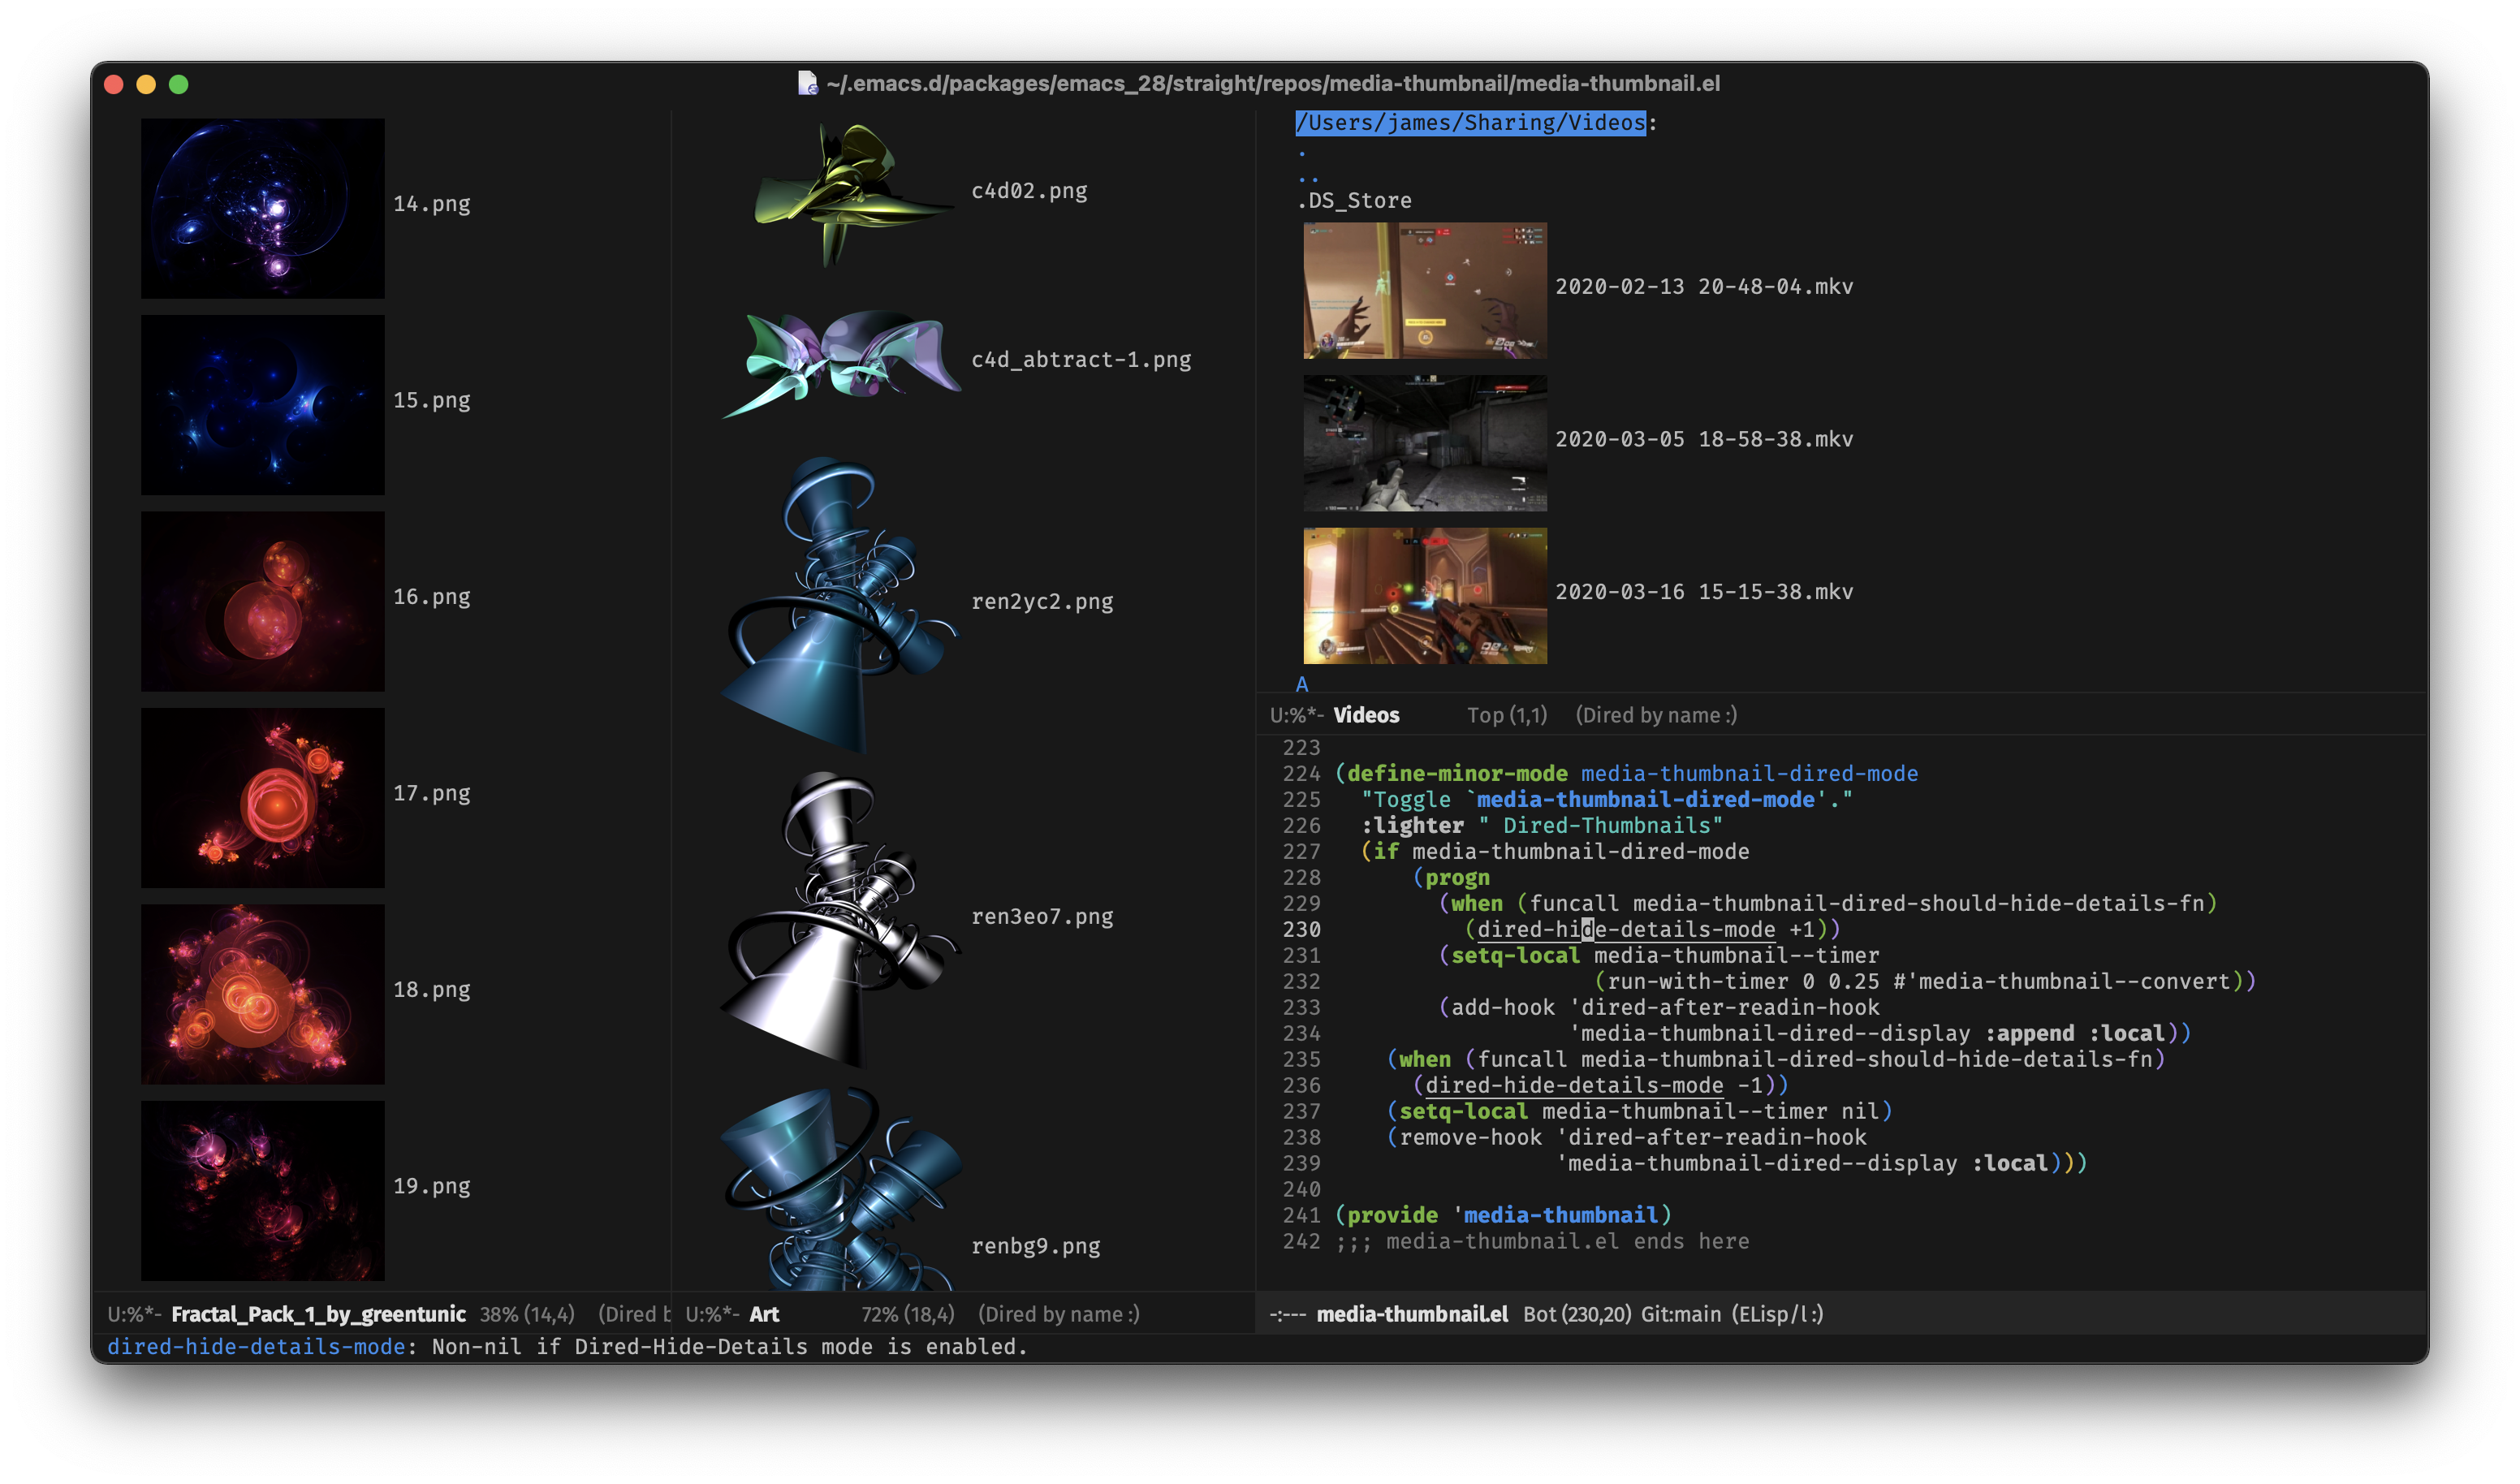 ~/.emacs.d/packages/emacs_28/straight/repos/media-thumbnail/media-thumbnail.el
14.png
15.png
16.png
17.png
18.png
19.png
U:%*- Fractal_Pack_1_by_greentunic 38% (14,4) (Dired b
c4d02.png
c4d_abtract-1.png
ren2yc2.png
ren3eo7.png
renbg9.png
U:%*- Art 72% (18,4) (Dired by name :)
/Users/james/Sharing/Videos:
.
..
.DS_Store
2020-02-13 20-48-04.mkv
2020-03-05 18-58-38.mkv
2020-03-16 15-15-38.mkv
A
U:%*- Videos Top (1,1) (Dired by name :)
223
224 (define-minor-mode media-thumbnail-dired-mode
225 "Toggle `media-thumbnail-dired-mode'."
226 :lighter " Dired-Thumbnails"
227 (if media-thumbnail-dired-mode
228 (progn
229 (when (funcall media-thumbnail-dired-should-hide-details-fn)
230 (dired-hide-details-mode +1))
231 (setq-local media-thumbnail--timer
232 (run-with-timer 0 0.25 #'media-thumbnail--convert))
233 (add-hook 'dired-after-readin-hook
234 'media-thumbnail-dired--display :append :local))
235 (when (funcall media-thumbnail-dired-should-hide-details-fn)
236 (dired-hide-details-mode -1))
237 (setq-local media-thumbnail--timer nil)
238 (remove-hook 'dired-after-readin-hook
239 'media-thumbnail-dired--display :local)))
240
241 (provide 'media-thumbnail)
242 ;;; media-thumbnail.el ends here
-:--- media-thumbnail.el Bot (230,20) Git:main (ELisp/l :)
dired-hide-details-mode: Non-nil if Dired-Hide-Details mode is enabled.